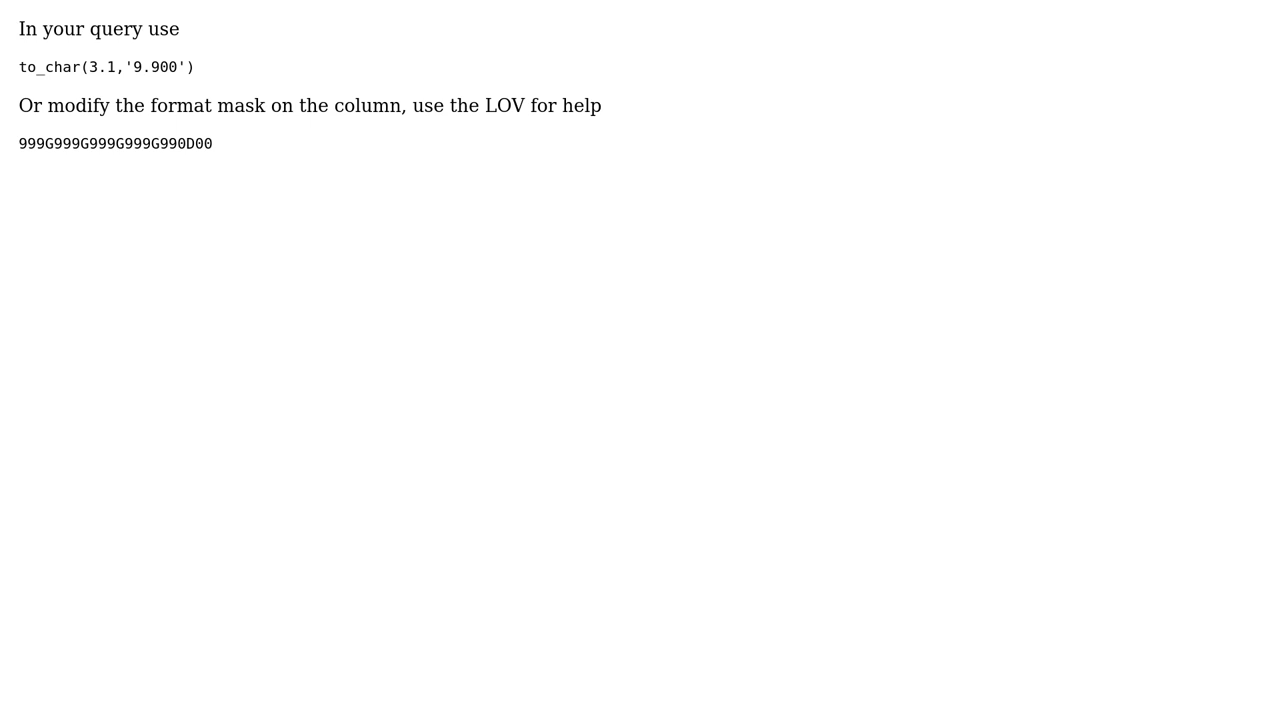 In your query use
to_char(3.1,'9.900')
Or modify the format mask on the column, use the LOV for help
999G999G999G999G990D00